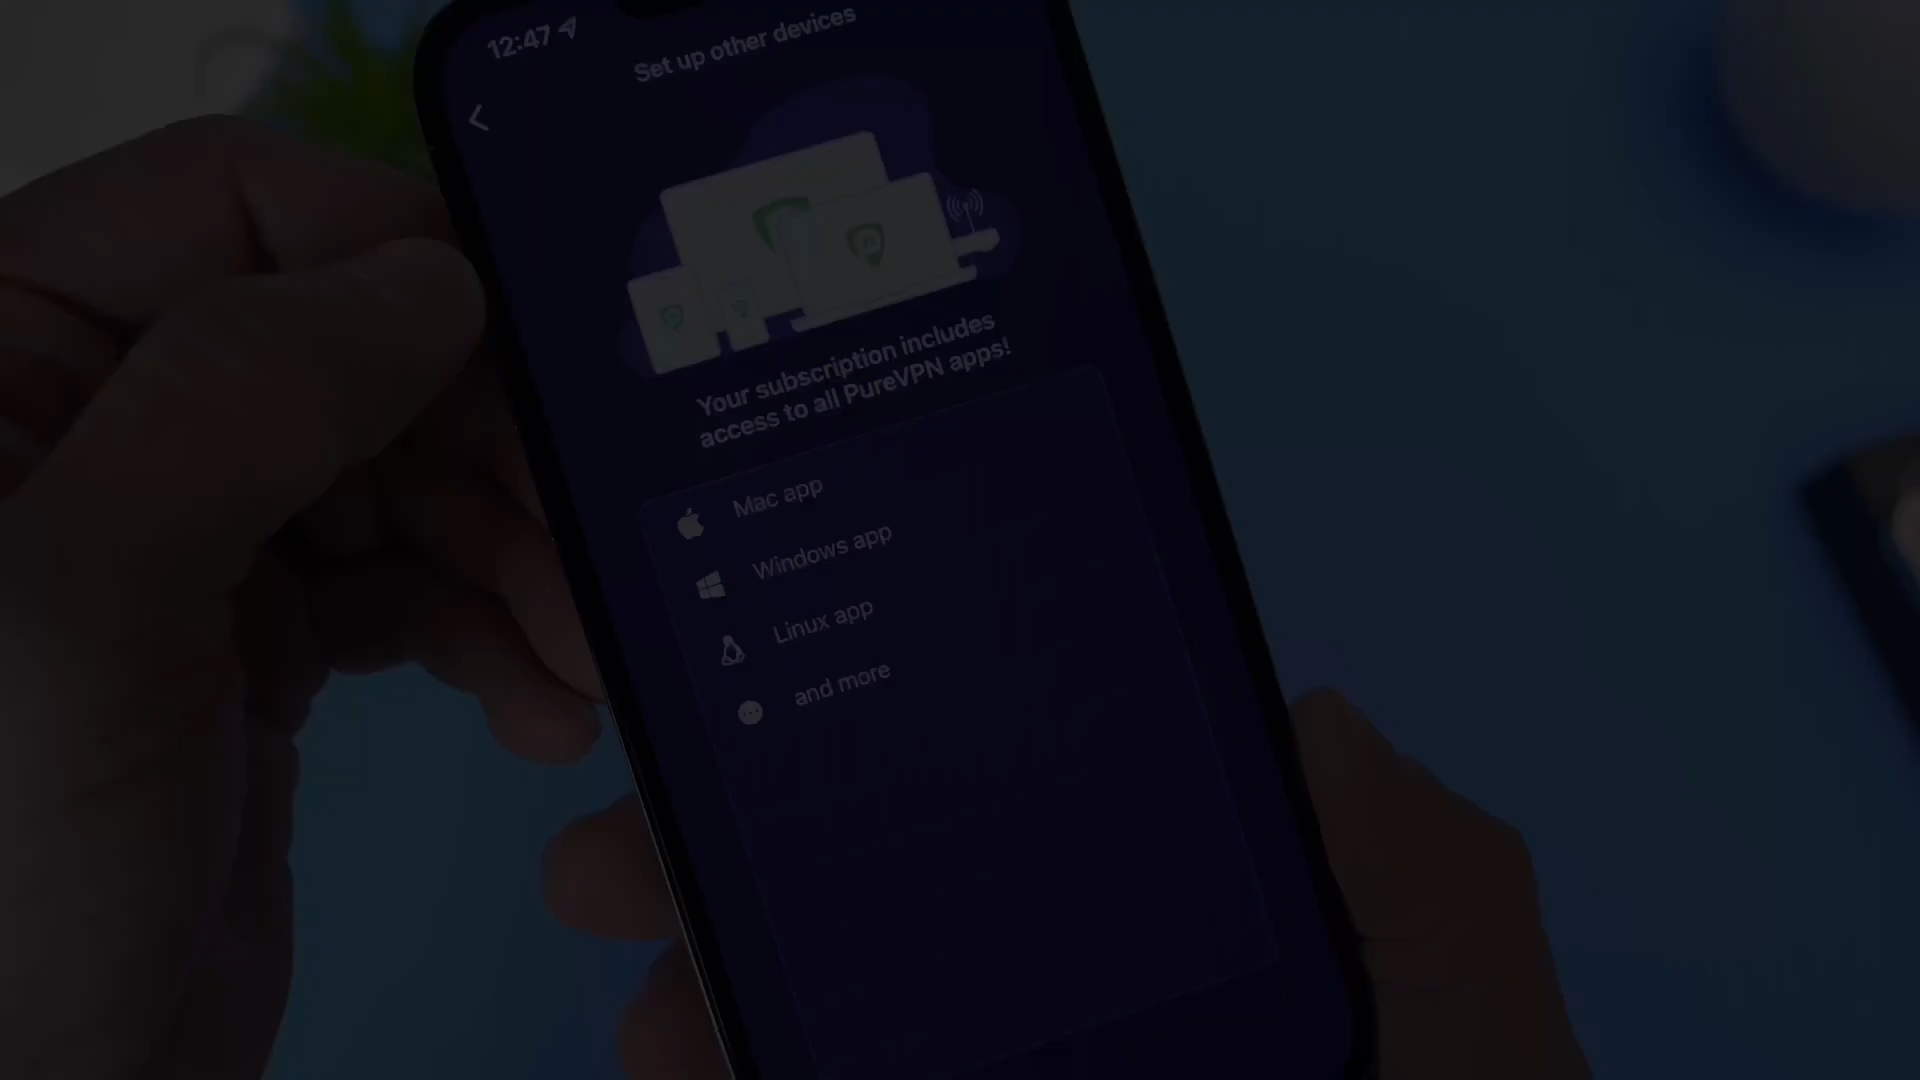 12:47
Set up other devices
Your subscription includes
access to all PureVPN apps!
Mac app
Windows app
Linux app
and more